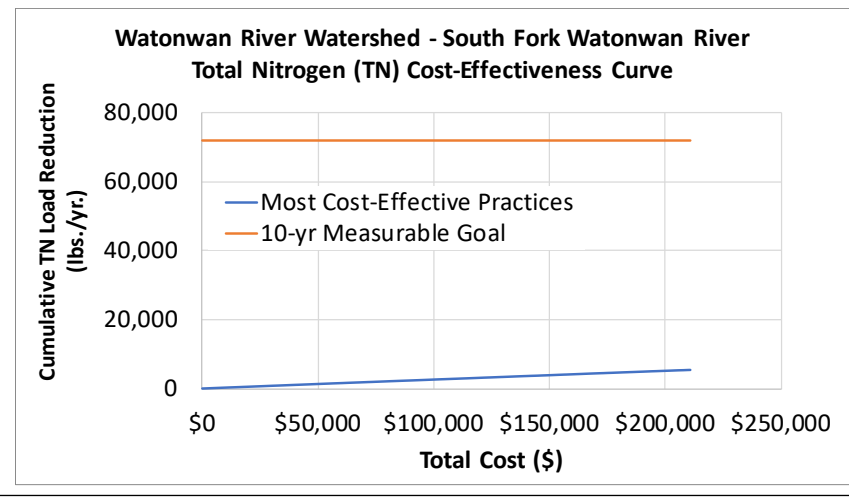 Watonwan River Watershed - South Fork Watonwan River
Total Nitrogen (TN) Cost-Effectiveness Curve
Cumulative TN Load Reduction
(lbs./yr.)
80,000
60,000
40,000
20,000
0
Most Cost-Effective Practices
10-yr Measurable Goal
$0 $50,000 $100,000 $150,000 $200,000 $250,000
Total Cost ($)